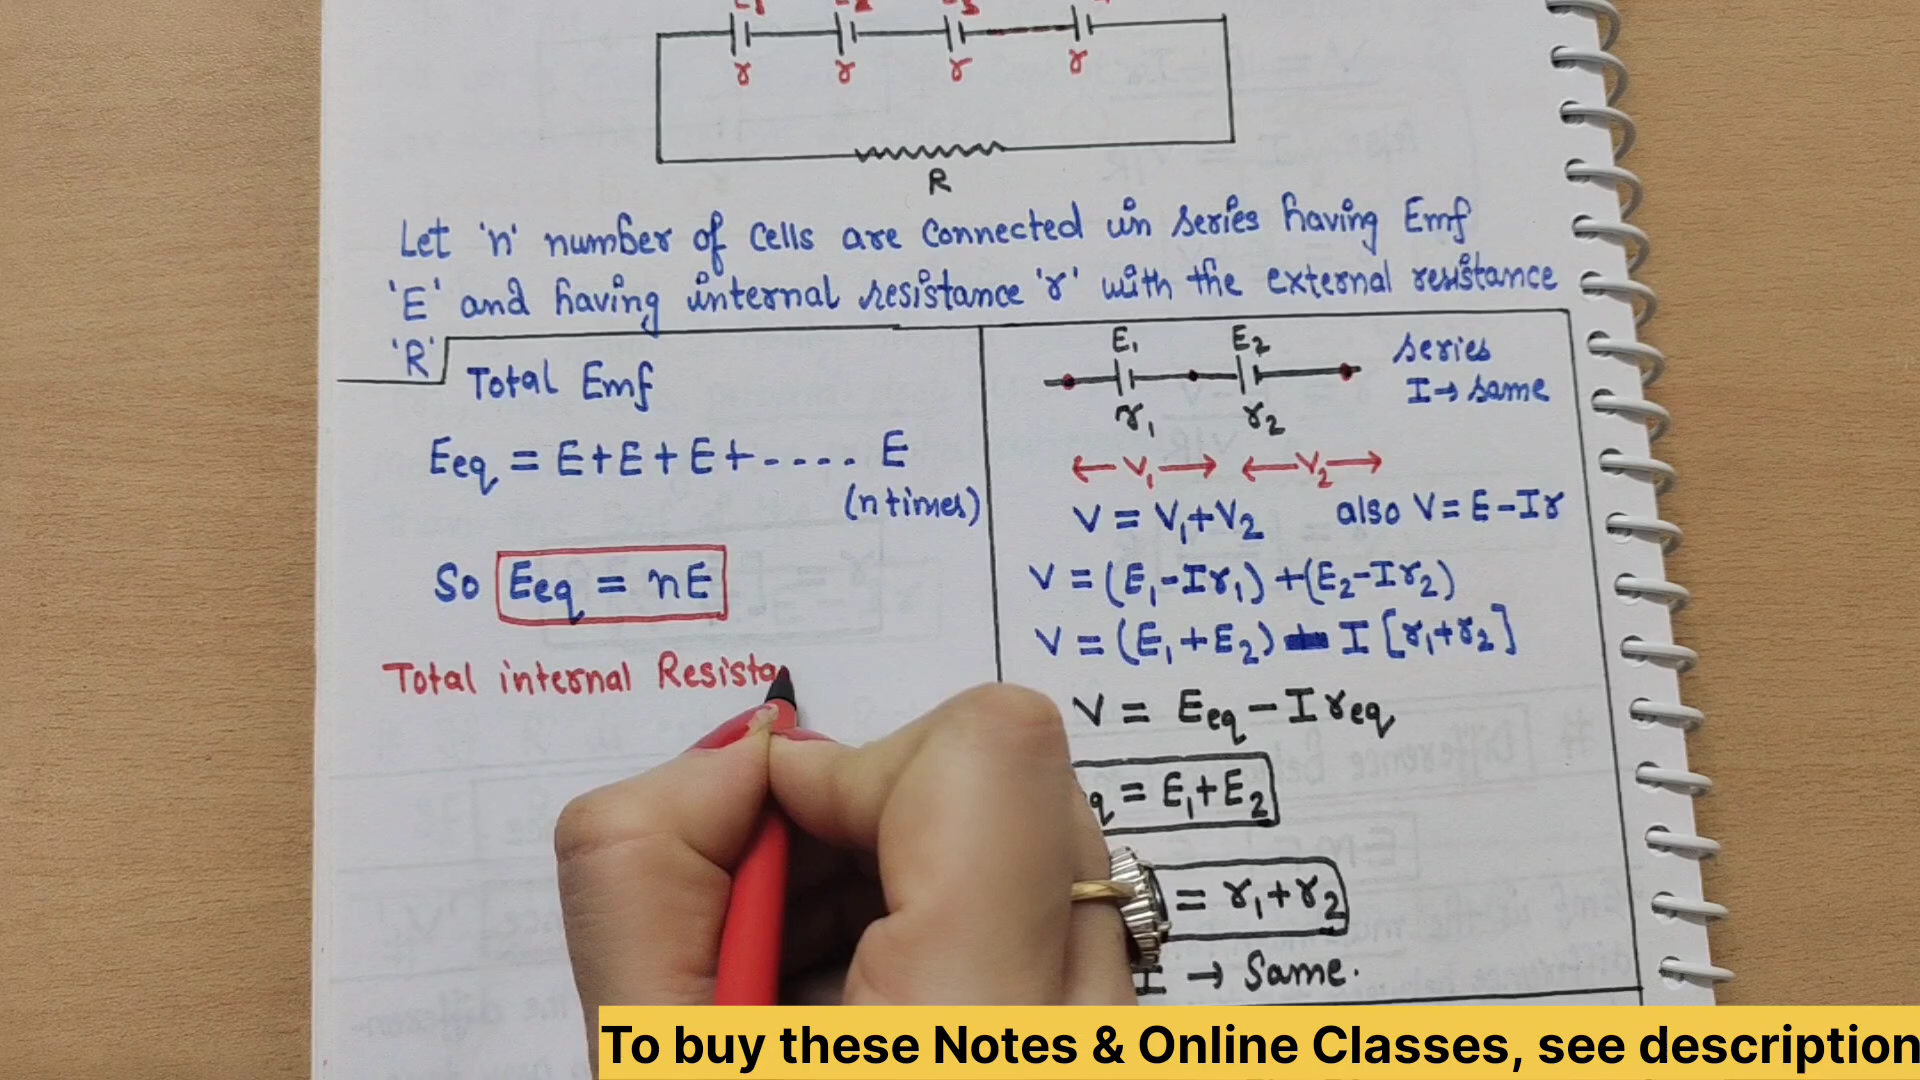 r r r r
R
Let 'n' number of cells are connected in series having Emf
'E' and having internal resistance 'r' with the external resistance
'R'
Total Emf
Eeq = E+E+E+----. E
(n times)
So Eeq = nE
Total internal Resista
E₁ E₂
r₁ r₂
series
I→ same
←V₁→ ←V₂→
V = V₁+V₂ also V= E-Ir
V = (E₁-Ir₁) +(E₂-Ir₂)
V = (E₁+E₂) - I [r₁+r₂]
V = Eeq - I req
q = E₁+E₂
= r₁+r₂
I → Same.
To buy these Notes & Online Classes, see description